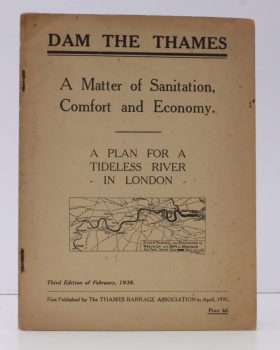 DAM THE THAMES
A Matter of Sanitation,
Comfort and Economy.
A PLAN FOR A
TIDELESS RIVER
- IN LONDON -
Third Edition of February, 1936.
First Published by The THAMES BARRAGE ASSOCIATION in April, 1935.
Price 6d.